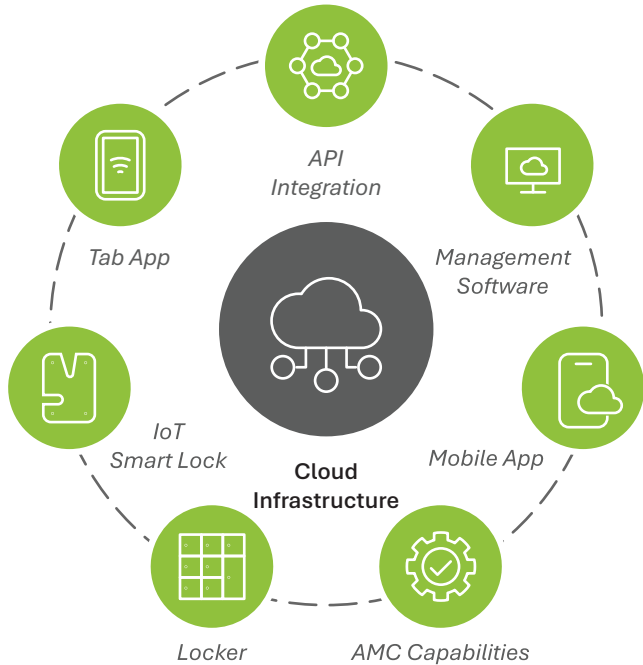 API
Integration
Tab App
Management
Software
IoT
Smart Lock
Mobile App
Cloud
Infrastructure
Locker
AMC Capabilities